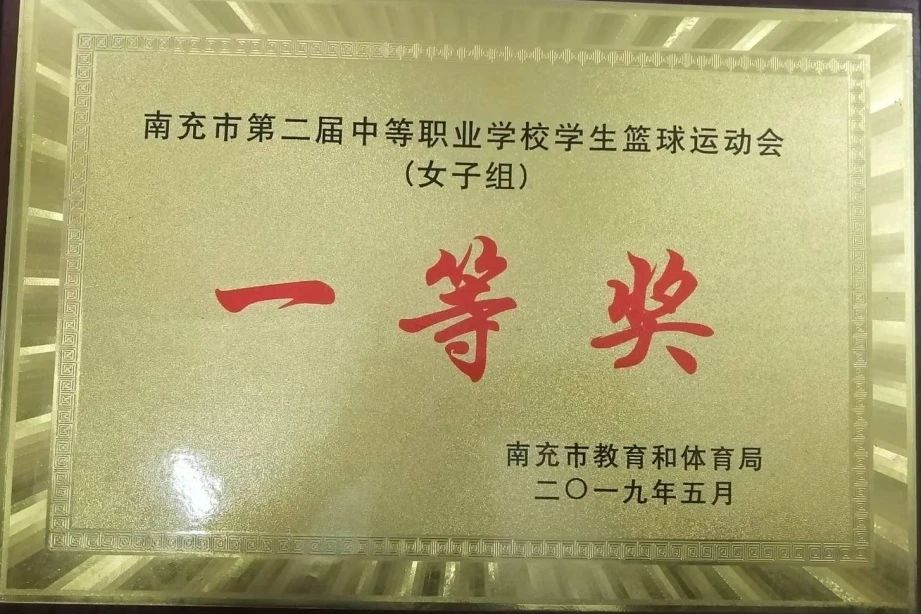 南充市第二届中等职业学校学生篮球运动会
(女子组)
一等奖
南充市教育和体育局
二〇一九年五月